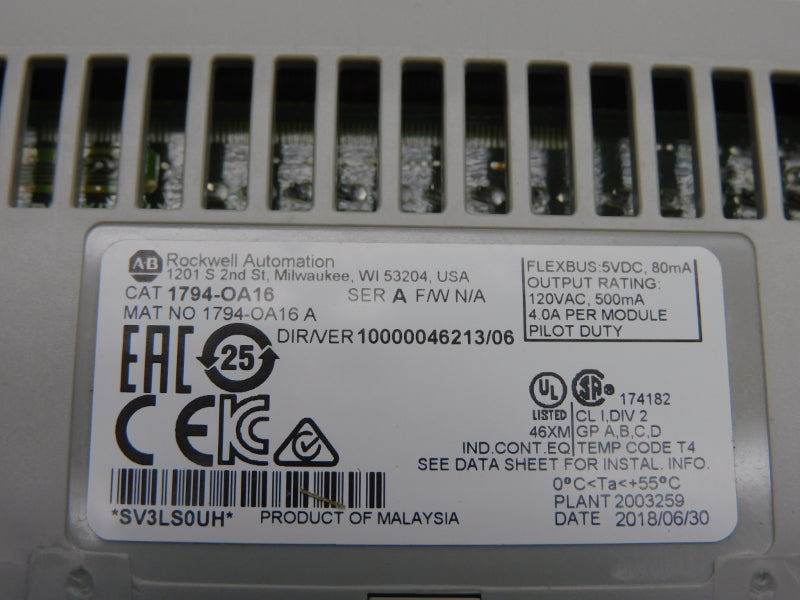 A·B Rockwell Automation
1201 S 2nd St, Milwaukee, WI 53204, USA
CAT 1794-OA16 SER A F/W N/A
MAT NO 1794-OA16 A
DIR/VER 10000046213/06
FLEXBUS:5VDC, 80mA
OUTPUT RATING:
120VAC, 500mA
4.0A PER MODULE
PILOT DUTY
EAC 25
CE KC
UL SA 174182
LISTED CL I,DIV 2
46XM GP A,B,C,D
IND.CONT.EQ TEMP CODE T4
SEE DATA SHEET FOR INSTAL. INFO.
0°C<Ta<+55°C
PLANT 2003259
DATE 2018/06/30
*SV3LS0UH* PRODUCT OF MALAYSIA